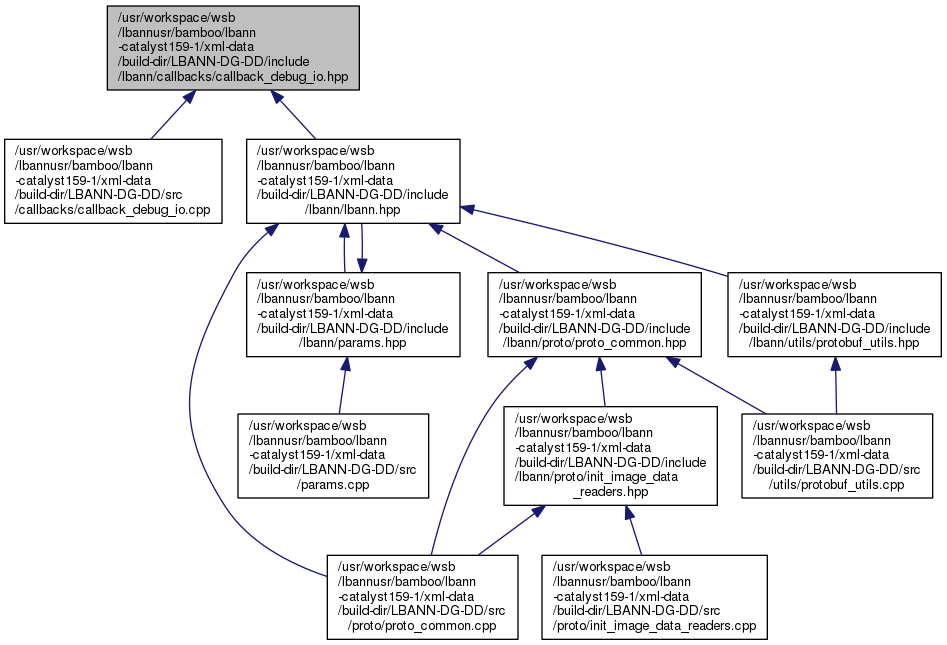 /usr/workspace/wsb
/lbannusr/bamboo/lbann
-catalyst159-1/xml-data
/build-dir/LBANN-DG-DD/include
/lbann/callbacks/callback_debug_io.hpp
/usr/workspace/wsb
/lbannusr/bamboo/lbann
-catalyst159-1/xml-data
/build-dir/LBANN-DG-DD/src
/callbacks/callback_debug_io.cpp
/usr/workspace/wsb
/lbannusr/bamboo/lbann
-catalyst159-1/xml-data
/build-dir/LBANN-DG-DD/include
/lbann/lbann.hpp
/usr/workspace/wsb
/lbannusr/bamboo/lbann
-catalyst159-1/xml-data
/build-dir/LBANN-DG-DD/include
/lbann/params.hpp
/usr/workspace/wsb
/lbannusr/bamboo/lbann
-catalyst159-1/xml-data
/build-dir/LBANN-DG-DD/include
/lbann/proto/proto_common.hpp
/usr/workspace/wsb
/lbannusr/bamboo/lbann
-catalyst159-1/xml-data
/build-dir/LBANN-DG-DD/include
/lbann/utils/protobuf_utils.hpp
/usr/workspace/wsb
/lbannusr/bamboo/lbann
-catalyst159-1/xml-data
/build-dir/LBANN-DG-DD/src
/params.cpp
/usr/workspace/wsb
/lbannusr/bamboo/lbann
-catalyst159-1/xml-data
/build-dir/LBANN-DG-DD/include
/lbann/proto/init_image_data
_readers.hpp
/usr/workspace/wsb
/lbannusr/bamboo/lbann
-catalyst159-1/xml-data
/build-dir/LBANN-DG-DD/src
/utils/protobuf_utils.cpp
/usr/workspace/wsb
/lbannusr/bamboo/lbann
-catalyst159-1/xml-data
/build-dir/LBANN-DG-DD/src
/proto/proto_common.cpp
/usr/workspace/wsb
/lbannusr/bamboo/lbann
-catalyst159-1/xml-data
/build-dir/LBANN-DG-DD/src
/proto/init_image_data_readers.cpp